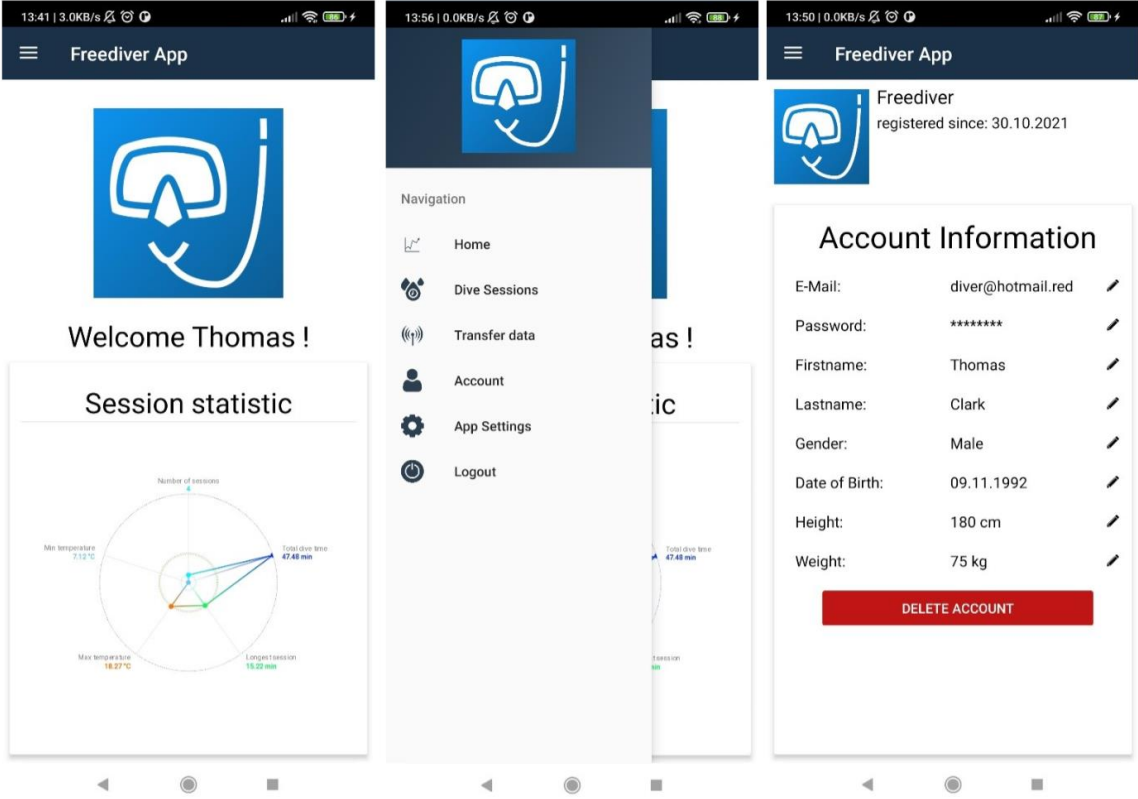 13:41 | 3.0KB/s
86
Freediver App
Welcome Thomas !
Session statistic
Number of sessions
4
Min temperature
7.12 °C
Total dive time
47.48 min
Max temperature
18.27 °C
Longest session
15.22 min
13:56 | 0.0KB/s
88
Navigation
Home
Dive Sessions
Transfer data
Account
App Settings
Logout
as !
tic
Total dive time
47.48 min
13:50 | 0.0KB/s
87
Freediver App
Freediver
registered since: 30.10.2021
Account Information
E-Mail: diver@hotmail.red
Password: ********
Firstname: Thomas
Lastname: Clark
Gender: Male
Date of Birth: 09.11.1992
Height: 180 cm
Weight: 75 kg
DELETE ACCOUNT